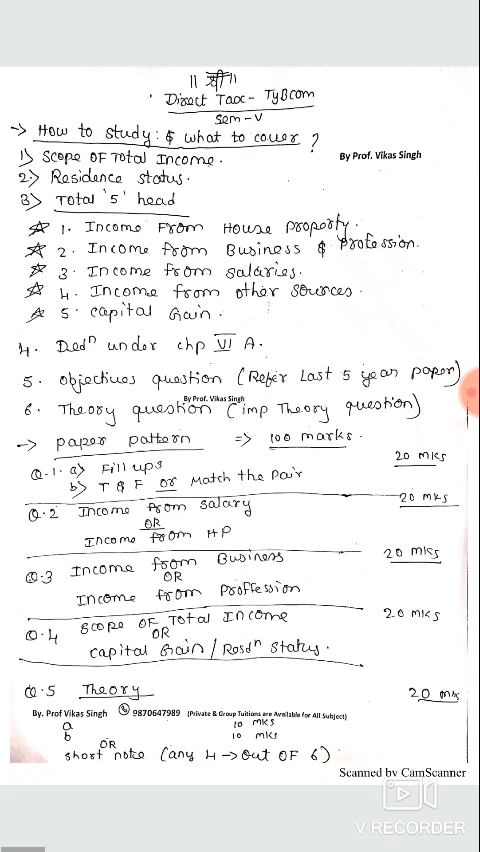 || श्री ||
Direct Tax - TyBcom
Sem - V
-> How to study: & what to cover ?
1) Scope OF Total Income.
By Prof. Vikas Singh
2.> Residence status.
3> Total '5' head
☆ 1. Income From House property.
☆ 2. Income from Business & Profession.
☆ 3. Income from salaries.
☆ 4. Income from other sources.
☆ 5. capital Gain.
4. Dedⁿ under chp VI A.
5. objectives question (Refer Last 5 year paper)
By Prof. Vikas Singh
6. Theory question (imp Theory question)
-> paper pattern => 100 marks.
Q.1. a) Fill ups 20 mks
b) T & F or Match the Pair
Q.2 Income from Salary 20 mks
OR
Income from HP
Q.3 Income from Business 20 mks
OR
Income from Proffession
Q.4 Scope OF Total Income 20 mks
OR
Capital Gain / Resdⁿ Status.
Q.5 Theory 20 mks
By. Prof Vikas Singh 9870647989 (Private & Group Tuitions are Available for All Subject)
a 10 mks
b 10 mks
OR
short note (any 4 -> out OF 6)
Scanned by CamScanner
V RECORDER